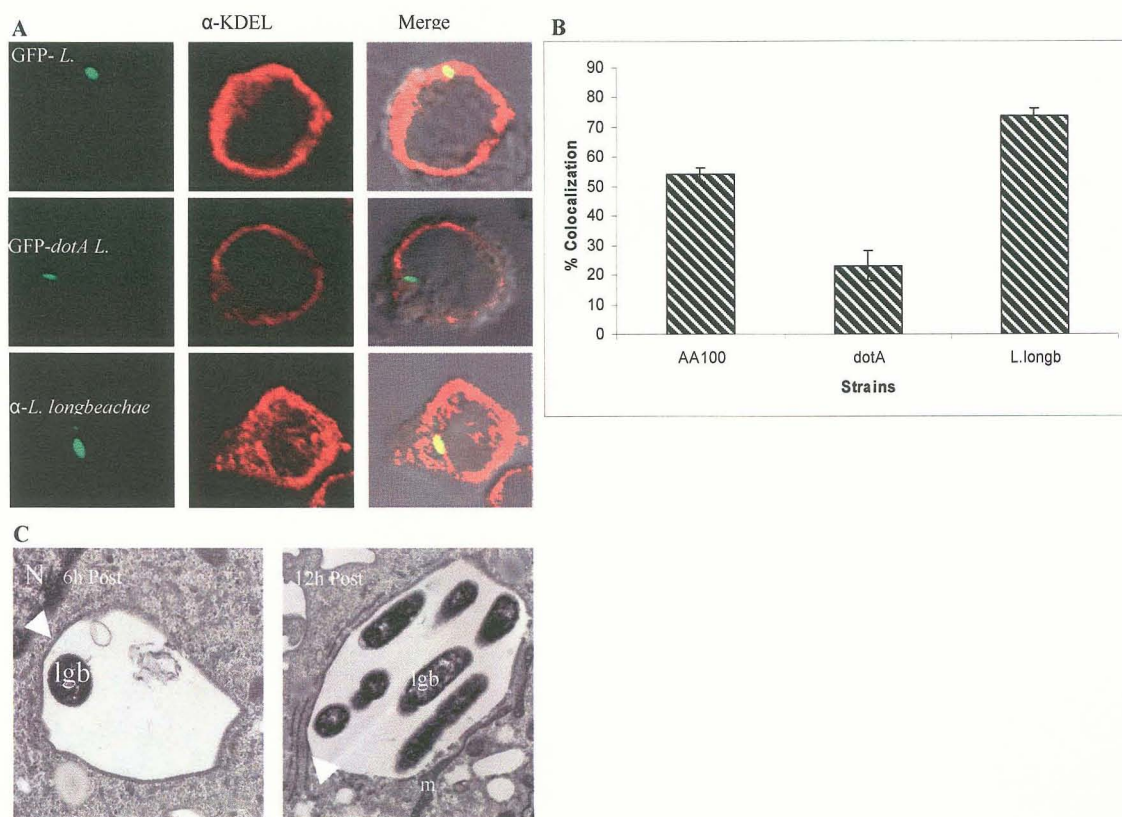 A
α-KDEL
Merge
GFP- L.
GFP-dotA L.
α-L. longbeachae
B
90
80
70
60
50
40
30
20
10
0
% Colocalization
AA100
dotA
L.longb
Strains
C
N 6h Post
lgb
12h Post
lgb
m